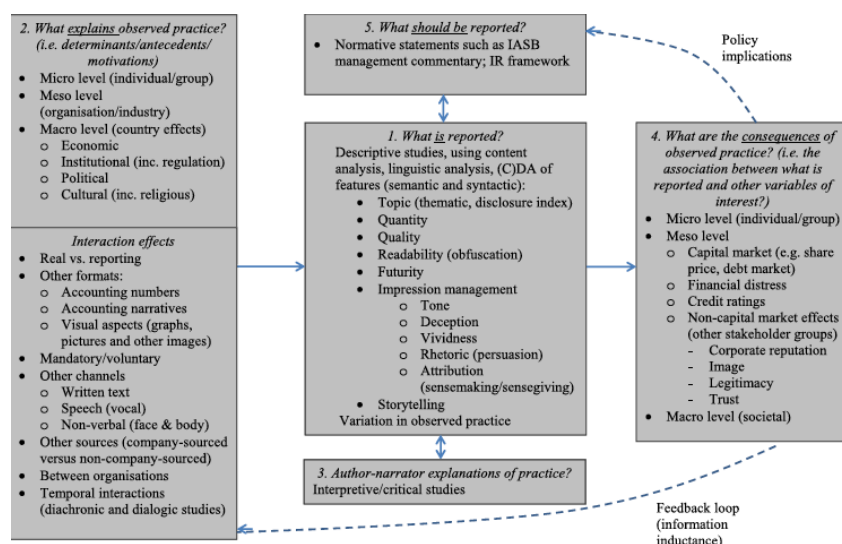 2. What explains observed practice?
(i.e. determinants/antecedents/
motivations)
• Micro level (individual/group)
• Meso level
(organisation/industry)
• Macro level (country effects)
o Economic
o Institutional (inc. regulation)
o Political
o Cultural (inc. religious)
Interaction effects
• Real vs. reporting
• Other formats:
o Accounting numbers
o Accounting narratives
o Visual aspects (graphs,
pictures and other images)
• Mandatory/voluntary
• Other channels
o Written text
o Speech (vocal)
o Non-verbal (face & body)
• Other sources (company-sourced
versus non-company-sourced)
• Between organisations
• Temporal interactions
(diachronic and dialogic studies)
5. What should be reported?
• Normative statements such as IASB
management commentary; IR framework
1. What is reported?
Descriptive studies, using content
analysis, linguistic analysis, (C)DA of
features (semantic and syntactic):
• Topic (thematic, disclosure index)
• Quantity
• Quality
• Readability (obfuscation)
• Futurity
• Impression management
o Tone
o Deception
o Vividness
o Rhetoric (persuasion)
o Attribution
(sensemaking/sensegiving)
• Storytelling
Variation in observed practice
3. Author-narrator explanations of practice?
Interpretive/critical studies
Policy
implications
4. What are the consequences of
observed practice? (i.e. the
association between what is
reported and other variables of
interest?)
• Micro level (individual/group)
• Meso level
o Capital market (e.g. share
price, debt market)
o Financial distress
o Credit ratings
o Non-capital market effects
(other stakeholder groups)
- Corporate reputation
- Image
- Legitimacy
- Trust
• Macro level (societal)
Feedback loop
(information
inductance)